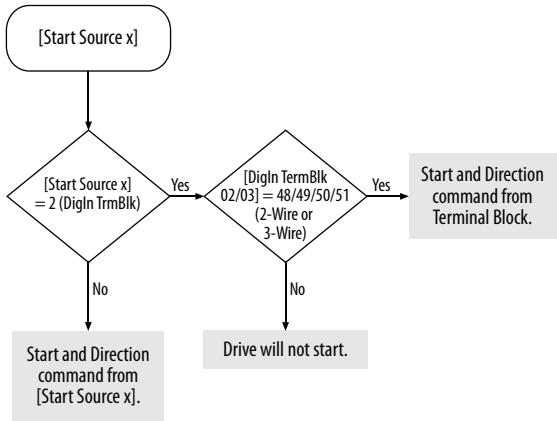 [Start Source x]
[Start Source x]
= 2 (DigIn TrmBlk)
Yes
[DigIn TermBlk
02/03] = 48/49/50/51
(2-Wire or
3-Wire)
Yes
Start and Direction
command from
Terminal Block.
No
No
Start and Direction
command from
[Start Source x].
Drive will not start.